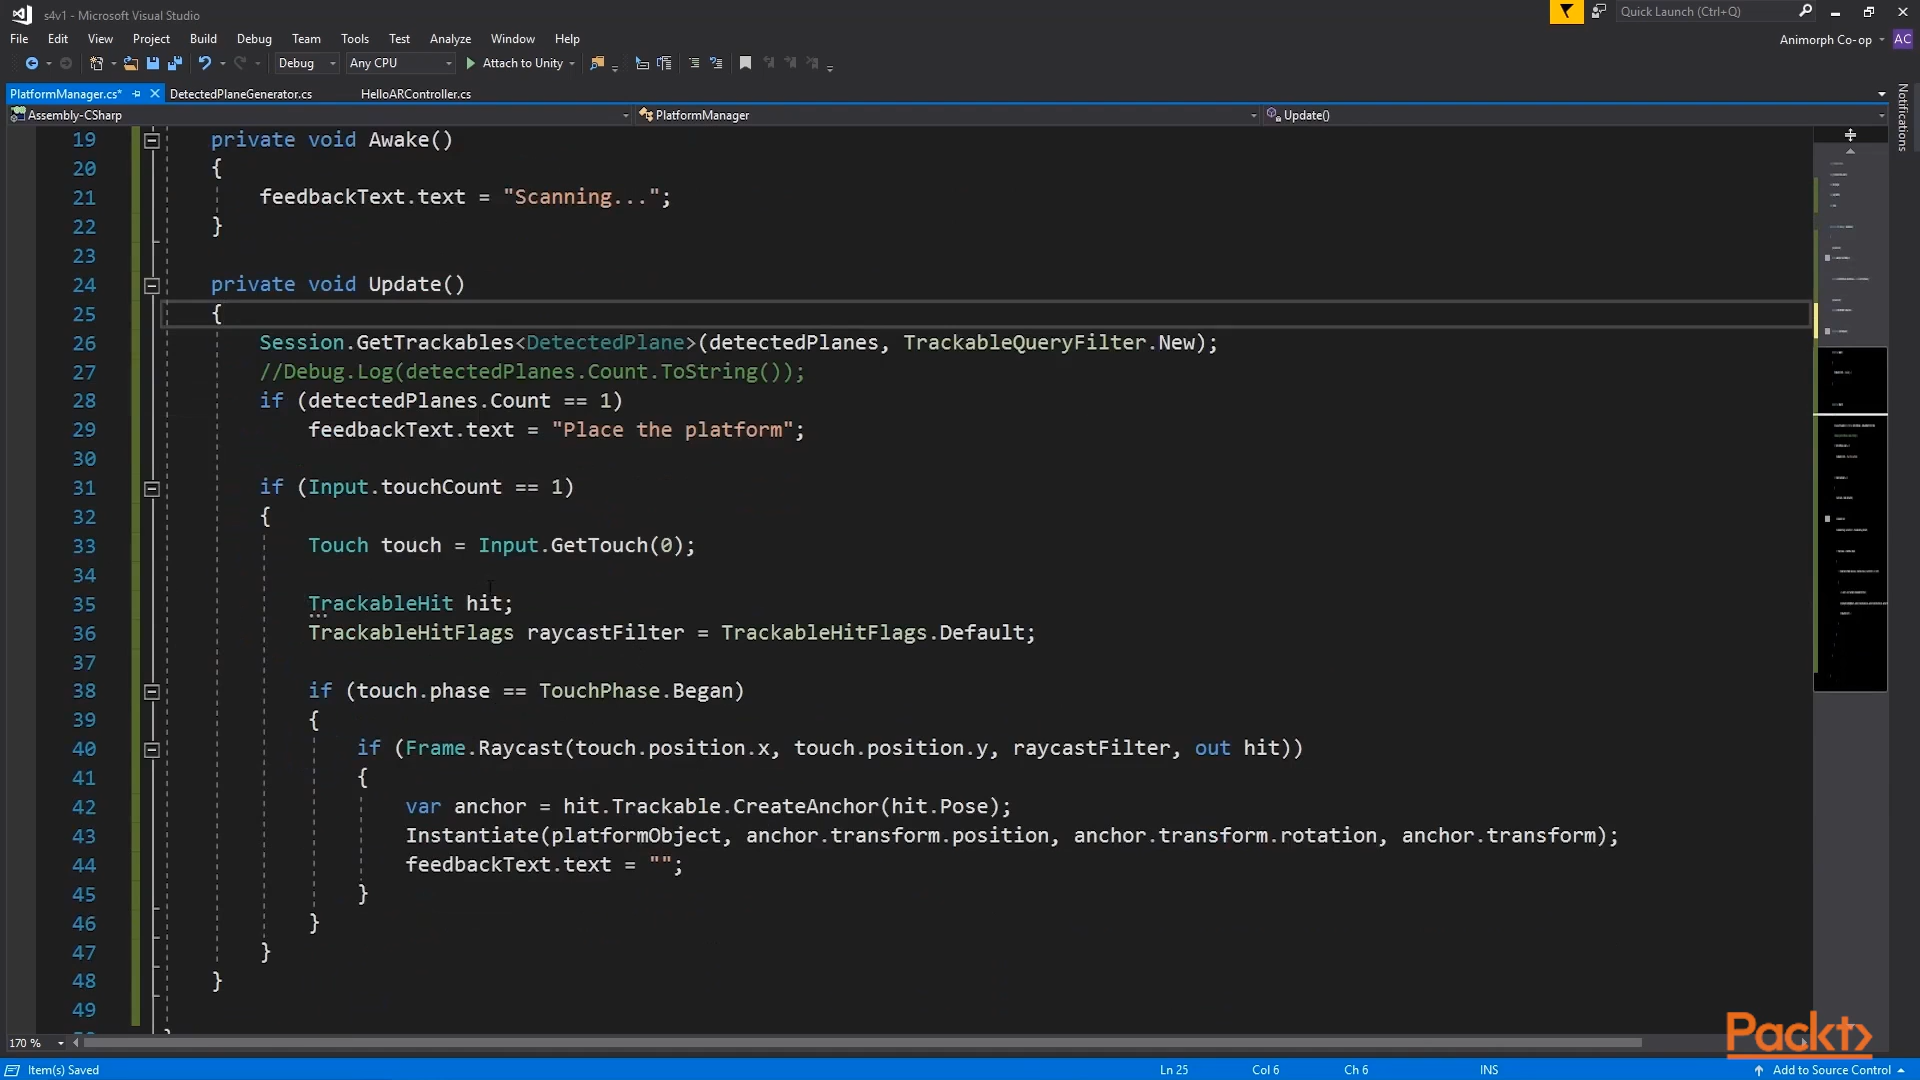 s4v1 - Microsoft Visual Studio
Quick Launch (Ctrl+Q)
File Edit View Project Build Debug Team Tools Test Analyze Window Help
Animorph Co-op AC
Debug Any CPU Attach to Unity
PlatformManager.cs* DetectedPlaneGenerator.cs HelloARController.cs
Assembly-CSharp PlatformManager Update()
Notifications
19 private void Awake()
20 {
21 feedbackText.text = "Scanning...";
22 }
23
24 private void Update()
25 {
26 Session.GetTrackables<DetectedPlane>(detectedPlanes, TrackableQueryFilter.New);
27 //Debug.Log(detectedPlanes.Count.ToString());
28 if (detectedPlanes.Count == 1)
29 feedbackText.text = "Place the platform";
30
31 if (Input.touchCount == 1)
32 {
33 Touch touch = Input.GetTouch(0);
34
35 TrackableHit hit;
36 TrackableHitFlags raycastFilter = TrackableHitFlags.Default;
37
38 if (touch.phase == TouchPhase.Began)
39 {
40 if (Frame.Raycast(touch.position.x, touch.position.y, raycastFilter, out hit))
41 {
42 var anchor = hit.Trackable.CreateAnchor(hit.Pose);
43 Instantiate(platformObject, anchor.transform.position, anchor.transform.rotation, anchor.transform);
44 feedbackText.text = "";
45 }
46 }
47 }
48 }
49
170 %
Packt>
Item(s) Saved Ln 25 Col 6 Ch 6 INS Add to Source Control